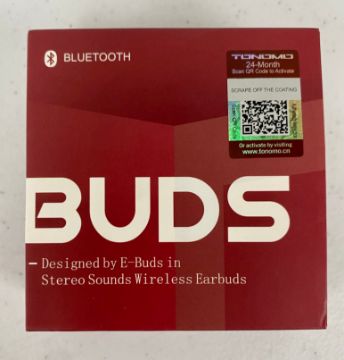 BLUETOOTH
TONOMO
24-Month
Scan QR Code to Activate
SCRAPE OFF THE COATING
Or activate by visiting
www.tonomo.cn
BUDS
- Designed by E-Buds in
Stereo Sounds Wireless Earbuds